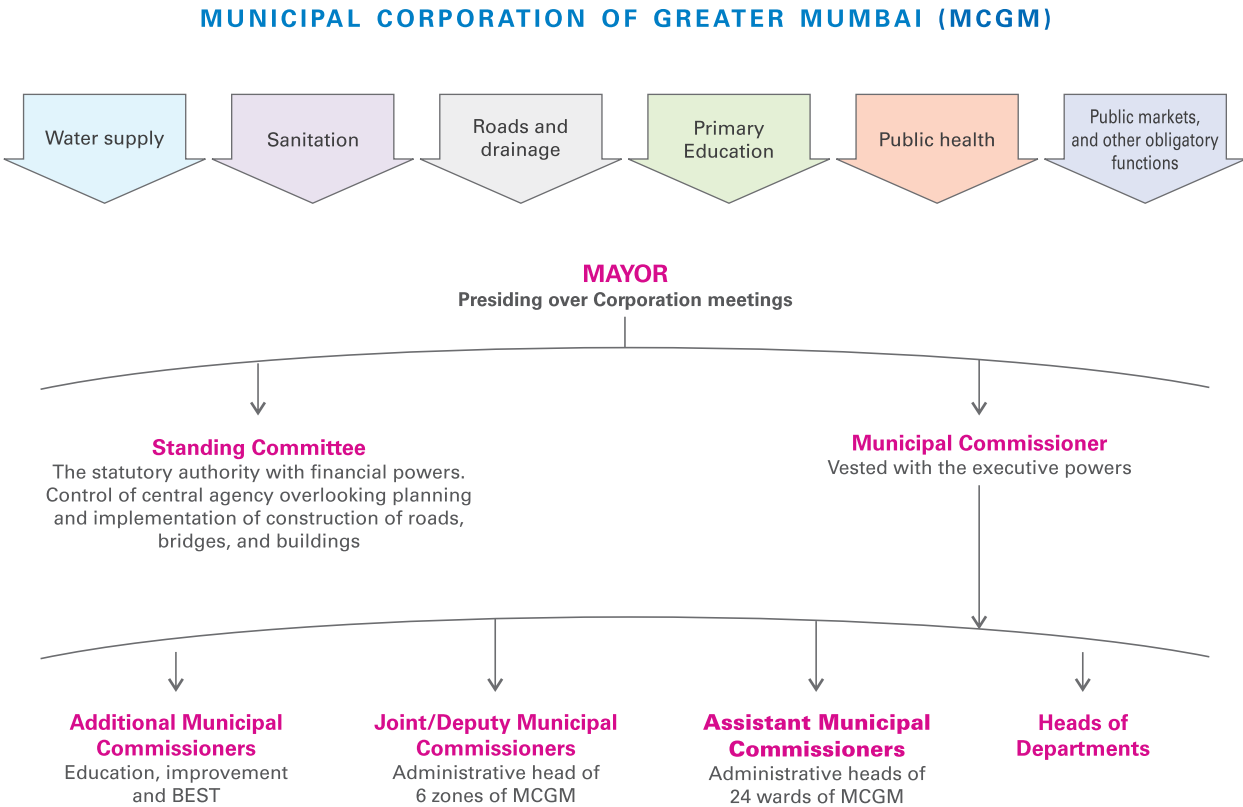 MUNICIPAL CORPORATION OF GREATER MUMBAI (MCGM)
Water supply
Sanitation
Roads and
drainage
Primary
Education
Public health
Public markets,
and other obligatory
functions
MAYOR
Presiding over Corporation meetings
Standing Committee
The statutory authority with financial powers.
Control of central agency overlooking planning
and implementation of construction of roads,
bridges, and buildings
Municipal Commissioner
Vested with the executive powers
Additional Municipal
Commissioners
Education, improvement
and BEST
Joint/Deputy Municipal
Commissioners
Administrative head of
6 zones of MCGM
Assistant Municipal
Commissioners
Administrative heads of
24 wards of MCGM
Heads of
Departments